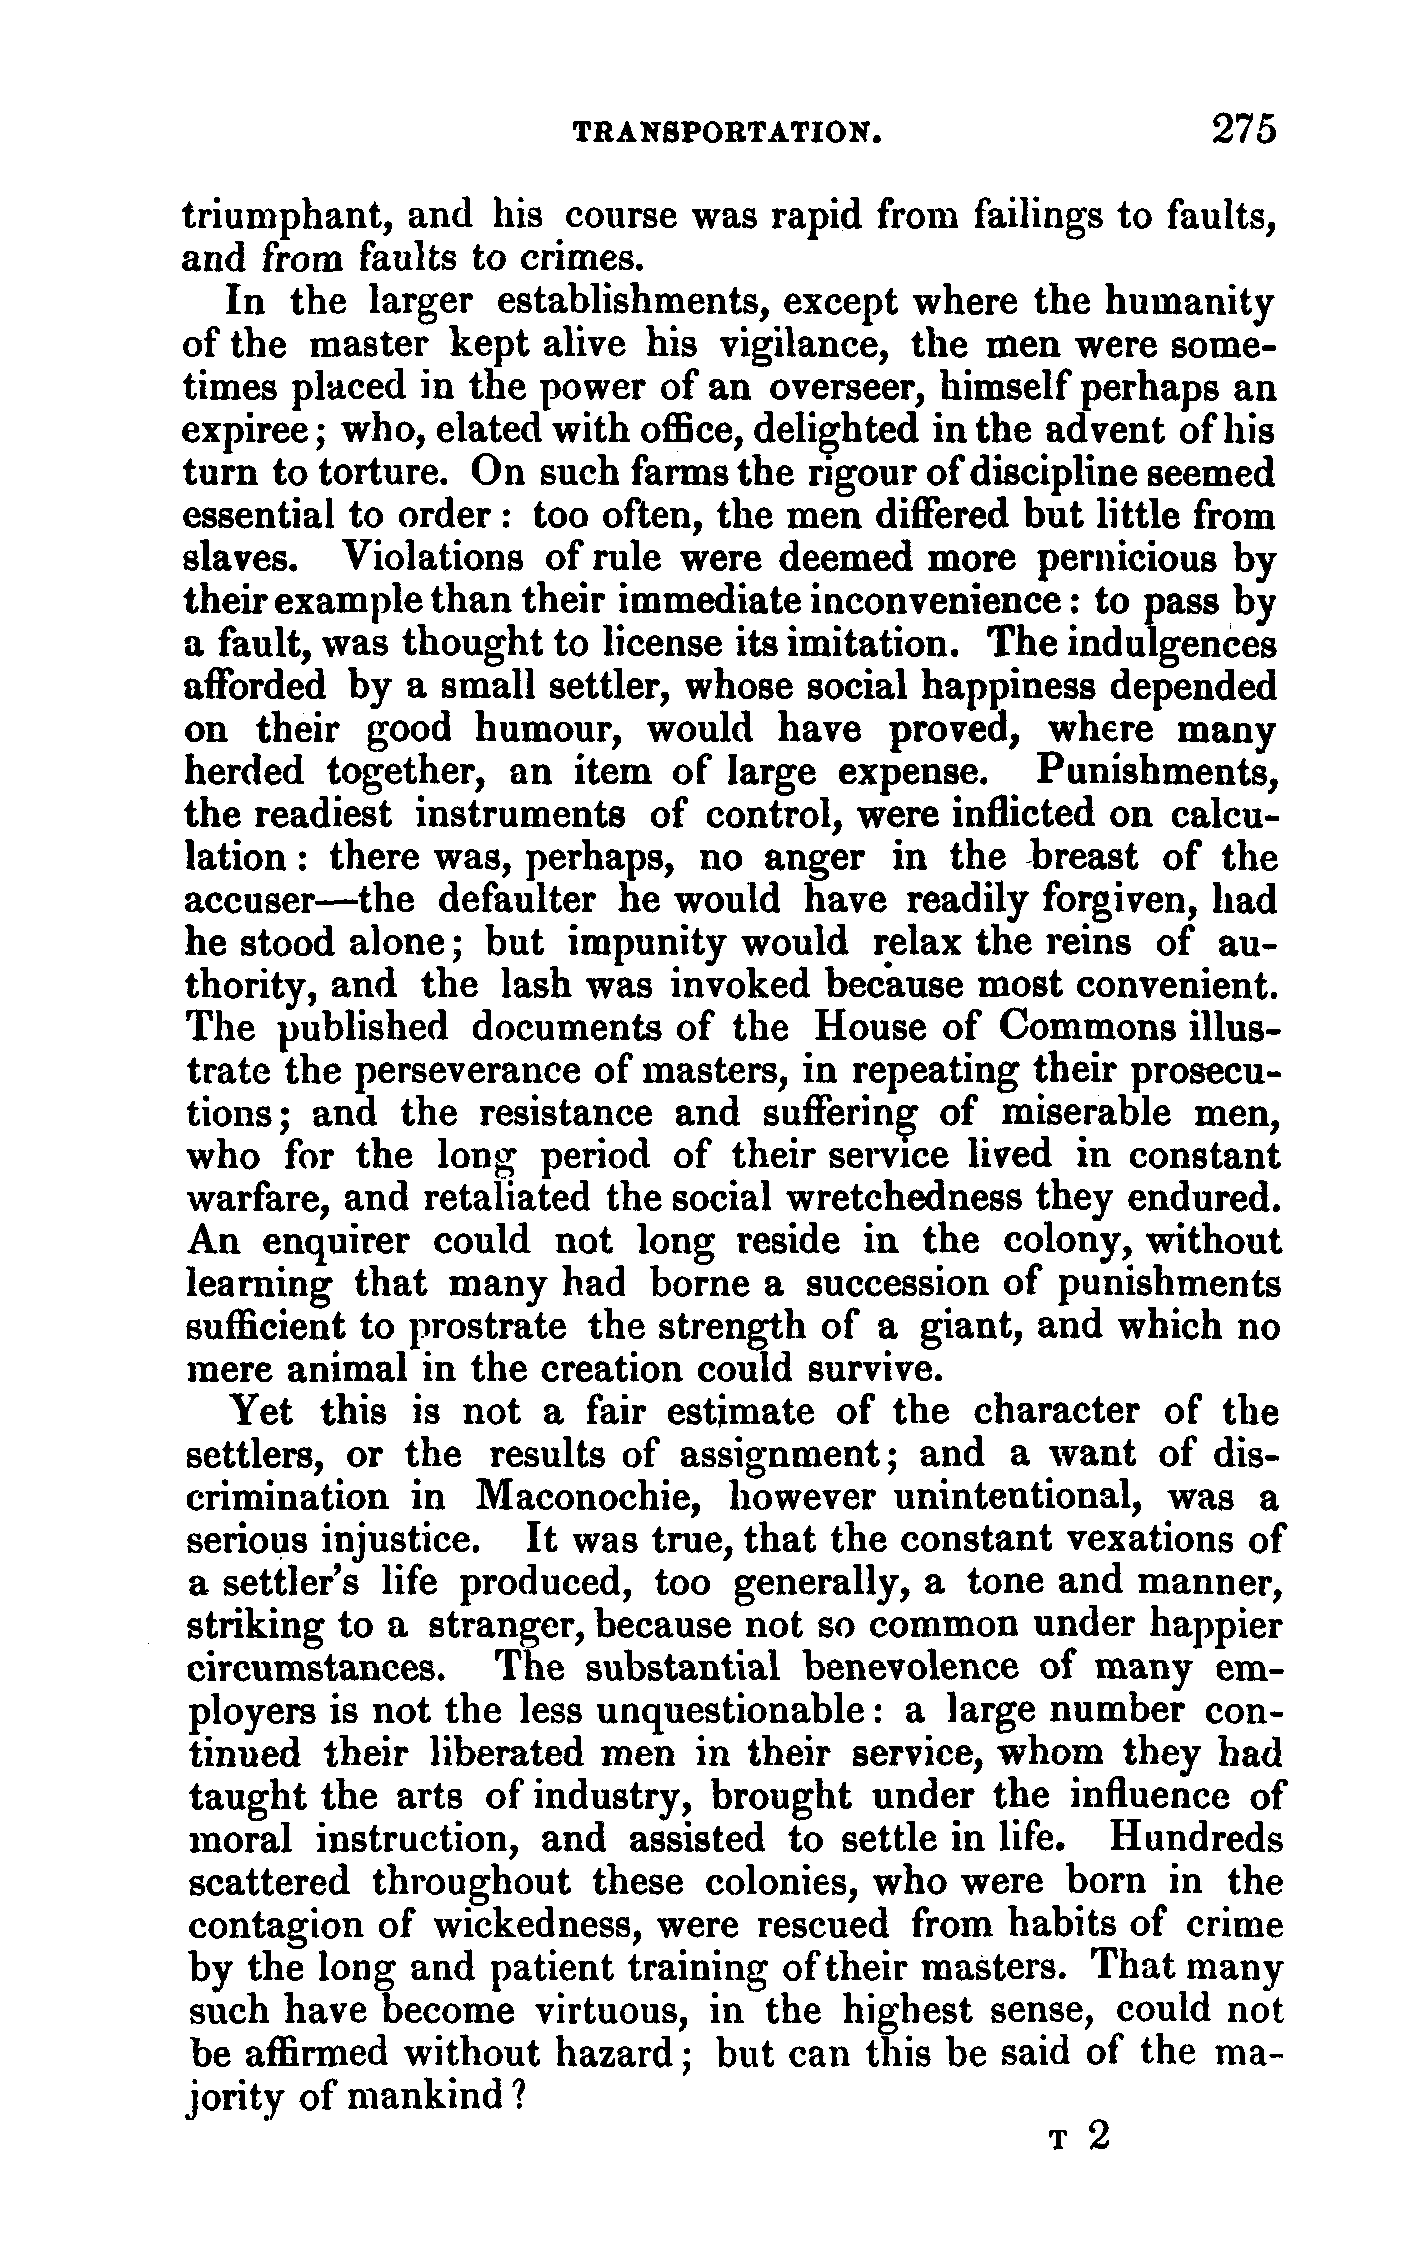 TRANSPORTATION. 275
triumphant, and his course was rapid from failings to faults,
and from faults to crimes.
In the larger establishments, except where the humanity
of the master kept alive his vigilance, the men were some-
times placed in the power of an overseer, himself perhaps an
expiree; who, elated with office, delighted in the advent of his
turn to torture. On such farms the rigour of discipline seemed
essential to order: too often, the men differed but little from
slaves. Violations of rule were deemed more pernicious by
their example than their immediate inconvenience: to pass by
a fault, was thought to license its imitation. The indulgences
afforded by a small settler, whose social happiness depended
on their good humour, would have proved, where many
herded together, an item of large expense. Punishments,
the readiest instruments of control, were inflicted on calcu-
lation: there was, perhaps, no anger in the breast of the
accuser—the defaulter he would have readily forgiven, had
he stood alone; but impunity would relax the reins of au-
thority, and the lash was invoked because most convenient.
The published documents of the House of Commons illus-
trate the perseverance of masters, in repeating their prosecu-
tions; and the resistance and suffering of miserable men,
who for the long period of their service lived in constant
warfare, and retaliated the social wretchedness they endured.
An enquirer could not long reside in the colony, without
learning that many had borne a succession of punishments
sufficient to prostrate the strength of a giant, and which no
mere animal in the creation could survive.
Yet this is not a fair estimate of the character of the
settlers, or the results of assignment; and a want of dis-
crimination in Maconochie, however unintentional, was a
serious injustice. It was true, that the constant vexations of
a settler's life produced, too generally, a tone and manner,
striking to a stranger, because not so common under happier
circumstances. The substantial benevolence of many em-
ployers is not the less unquestionable: a large number con-
tinued their liberated men in their service, whom they had
taught the arts of industry, brought under the influence of
moral instruction, and assisted to settle in life. Hundreds
scattered throughout these colonies, who were born in the
contagion of wickedness, were rescued from habits of crime
by the long and patient training of their masters. That many
such have become virtuous, in the highest sense, could not
be affirmed without hazard; but can this be said of the ma-
jority of mankind?
T 2